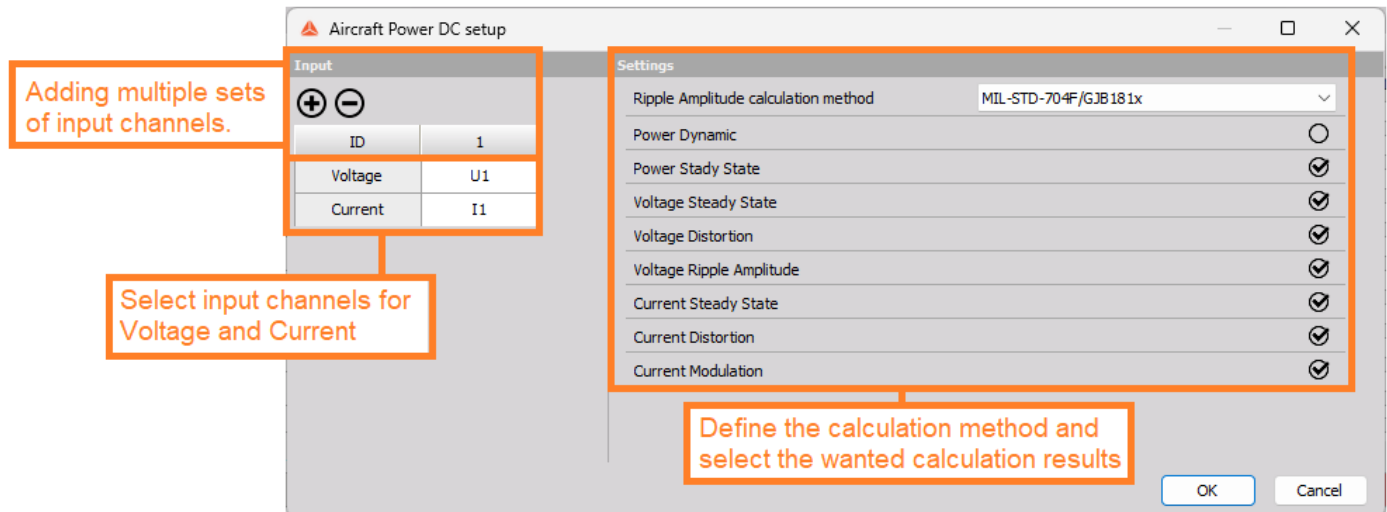 Aircraft Power DC setup
Adding multiple sets
of input channels.
Input
ID 1
Voltage U1
Current I1
Select input channels for
Voltage and Current
Settings
Ripple Amplitude calculation method MIL-STD-704F/GJB181x
Power Dynamic
Power Stady State
Voltage Steady State
Voltage Distortion
Voltage Ripple Amplitude
Current Steady State
Current Distortion
Current Modulation
Define the calculation method and
select the wanted calculation results
OK Cancel